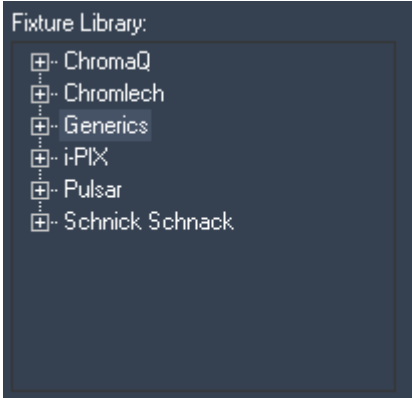 Fixture Library:
ChromaQ
Chromlech
Generics
i-PIX
Pulsar
Schnick Schnack